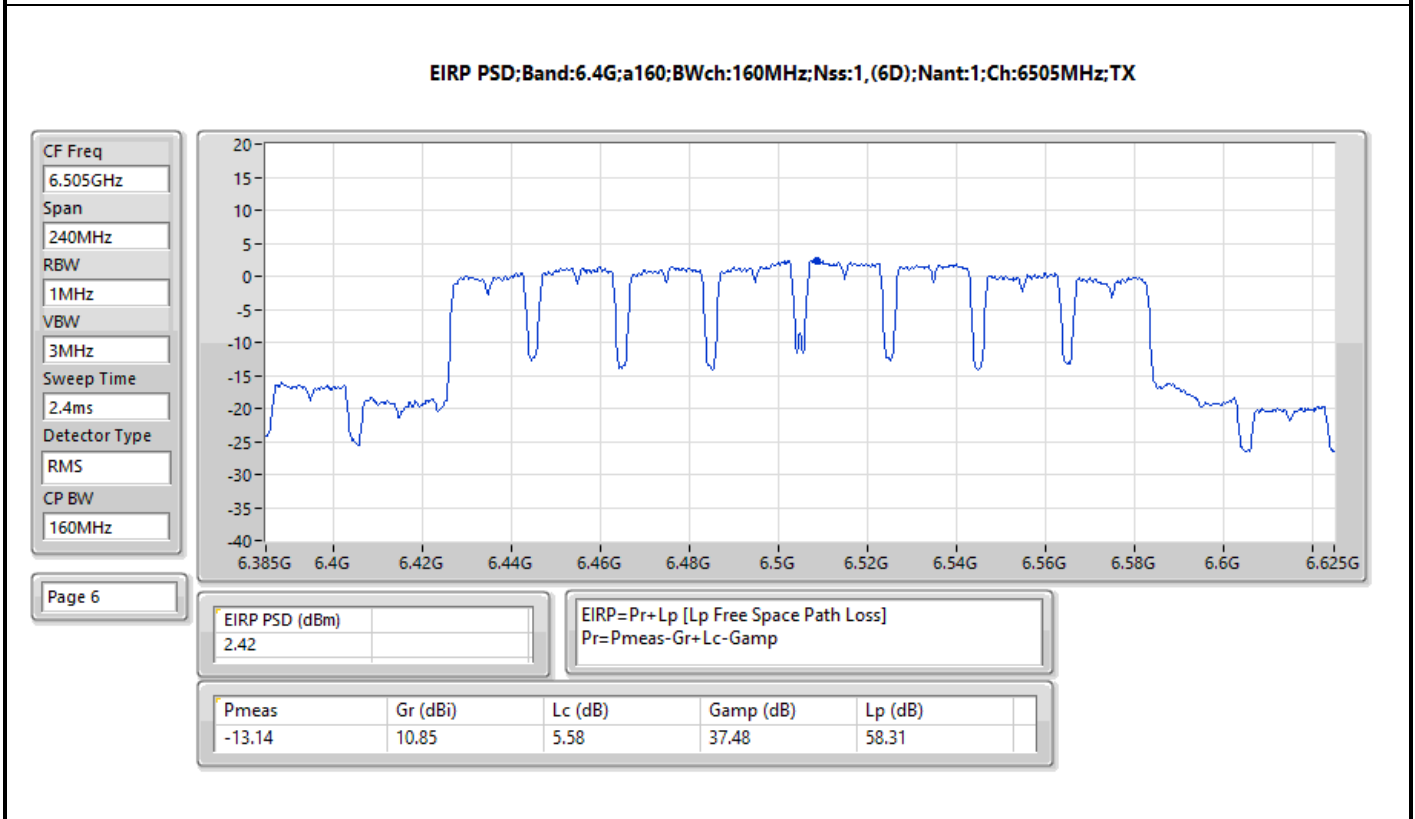 EIRP PSD;Band:6.4G;a160;BWch:160MHz;Nss:1,(6D);Nant:1;Ch:6505MHz;TX
CF Freq
6.505GHz
Span
240MHz
RBW
1MHz
VBW
3MHz
Sweep Time
2.4ms
Detector Type
RMS
CP BW
160MHz
Page 6
20
15
10
5
0
-5
-10
-15
-20
-25
-30
-35
-40
6.385G 6.4G 6.42G 6.44G 6.46G 6.48G 6.5G 6.52G 6.54G 6.56G 6.58G 6.6G 6.625G
EIRP PSD (dBm)
2.42
EIRP=Pr+Lp [Lp Free Space Path Loss]
Pr=Pmeas-Gr+Lc-Gamp
Pmeas Gr (dBi) Lc (dB) Gamp (dB) Lp (dB)
-13.14 10.85 5.58 37.48 58.31